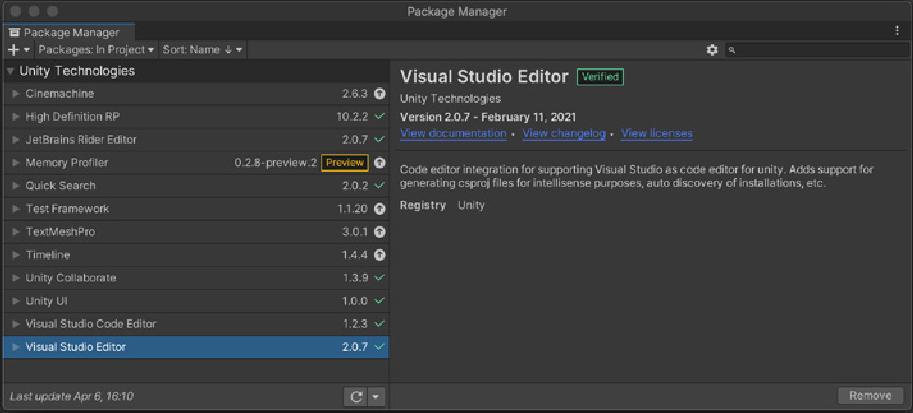 Package Manager
Package Manager
Packages: In Project
Sort: Name ↓
Unity Technologies
Cinemachine 2.6.3
High Definition RP 10.2.2
JetBrains Rider Editor 2.0.7
Memory Profiler 0.2.8-preview.2 Preview
Quick Search 2.0.2
Test Framework 1.1.20
TextMeshPro 3.0.1
Timeline 1.4.4
Unity Collaborate 1.3.9
Unity UI 1.0.0
Visual Studio Code Editor 1.2.3
Visual Studio Editor 2.0.7
Last update Apr 6, 16:10
Visual Studio Editor Verified
Unity Technologies
Version 2.0.7 - February 11, 2021
View documentation • View changelog • View licenses
Code editor integration for supporting Visual Studio as code editor for unity. Adds support for
generating csproj files for intellisense purposes, auto discovery of installations, etc.
Registry Unity
Remove